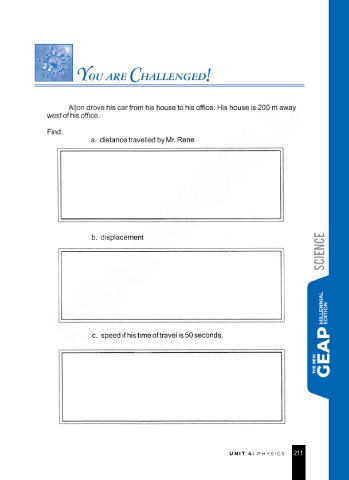 YOU ARE CHALLENGED!
Aljon drove his car from his house to his office. His house is 200 m away
west of his office.
Find:
a. distance travelled by Mr. Rene
b. displacement
c. speed if his time of travel is 50 seconds.
SCIENCE
THE NEW
GEAP
MILLENNIAL
EDITION
UNIT 4: PHYSICS 211